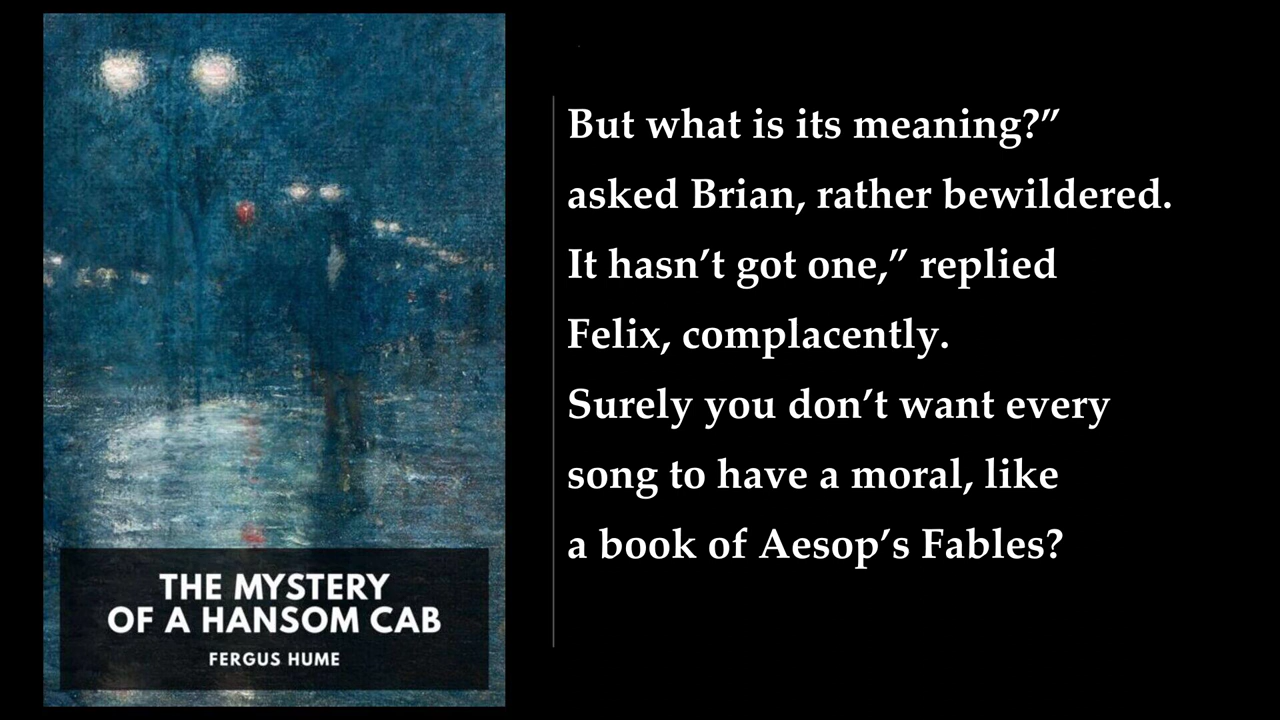 THE MYSTERY
OF A HANSOM CAB
FERGUS HUME
But what is its meaning?”
asked Brian, rather bewildered.
It hasn’t got one,” replied
Felix, complacently.
Surely you don’t want every
song to have a moral, like
a book of Aesop’s Fables?